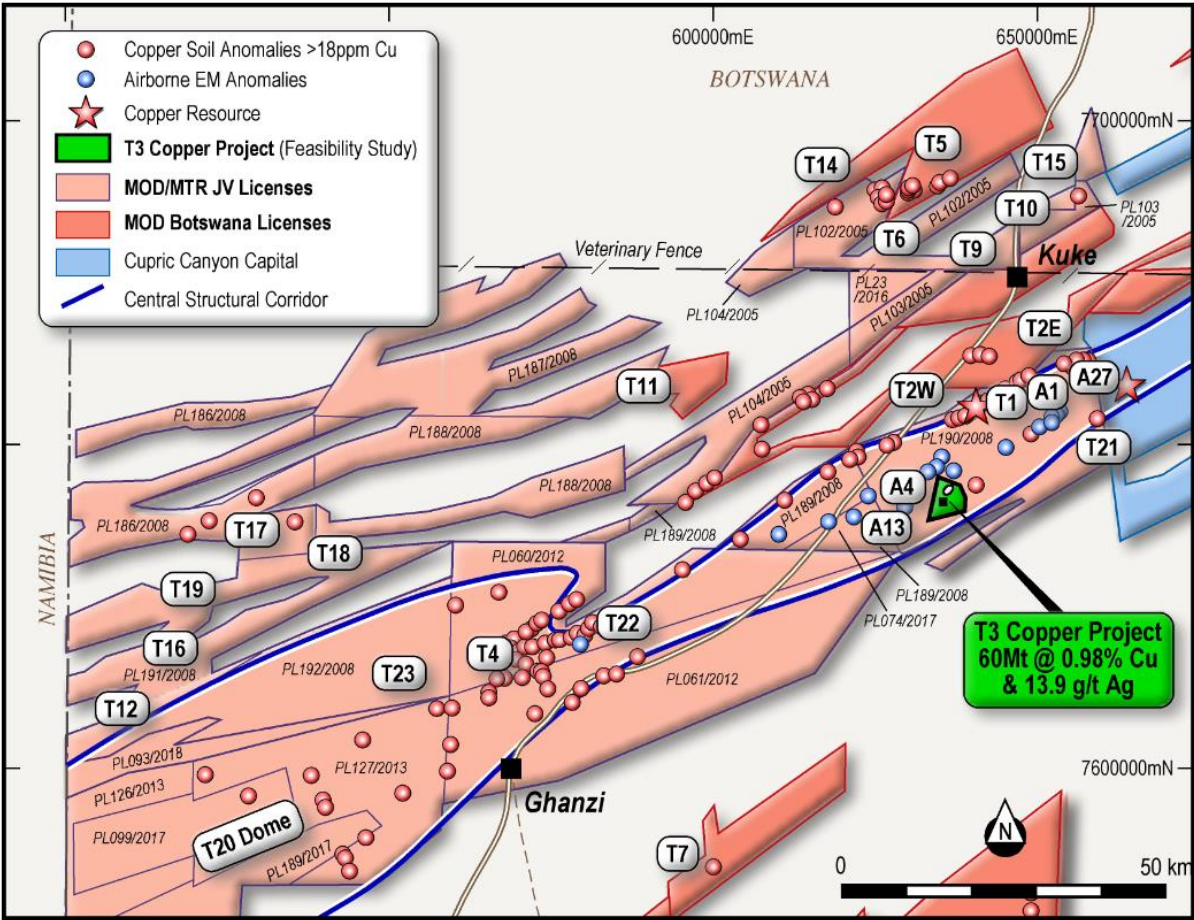 Copper Soil Anomalies >18ppm Cu
Airborne EM Anomalies
Copper Resource
T3 Copper Project (Feasibility Study)
MOD/MTR JV Licenses
MOD Botswana Licenses
Cupric Canyon Capital
Central Structural Corridor
600000mE
650000mE
BOTSWANA
7700000mN
T5
T14
T15
PL102/2005
PL102/2005
T10
PL103
/2005
T6
T9
Veterinary Fence
Kuke
PL23
/2016
PL104/2005
PL103/2005
T2E
PL187/2008
T11
PL104/2005
T2W
T1
A1
A27
PL186/2008
PL188/2008
PL190/2008
T21
PL188/2008
PL189/2008
A4
PL186/2008
T17
PL189/2008
A13
T18
PL060/2012
NAMIBIA
T19
PL189/2008
PL074/2017
T22
T3 Copper Project
60Mt @ 0.98% Cu
& 13.9 g/t Ag
T16
T4
PL191/2008
PL192/2008
T23
PL061/2012
T12
PL093/2018
PL127/2013
7600000mN
PL126/2013
Ghanzi
T20 Dome
PL099/2017
PL189/2017
T7
N
0
50 km